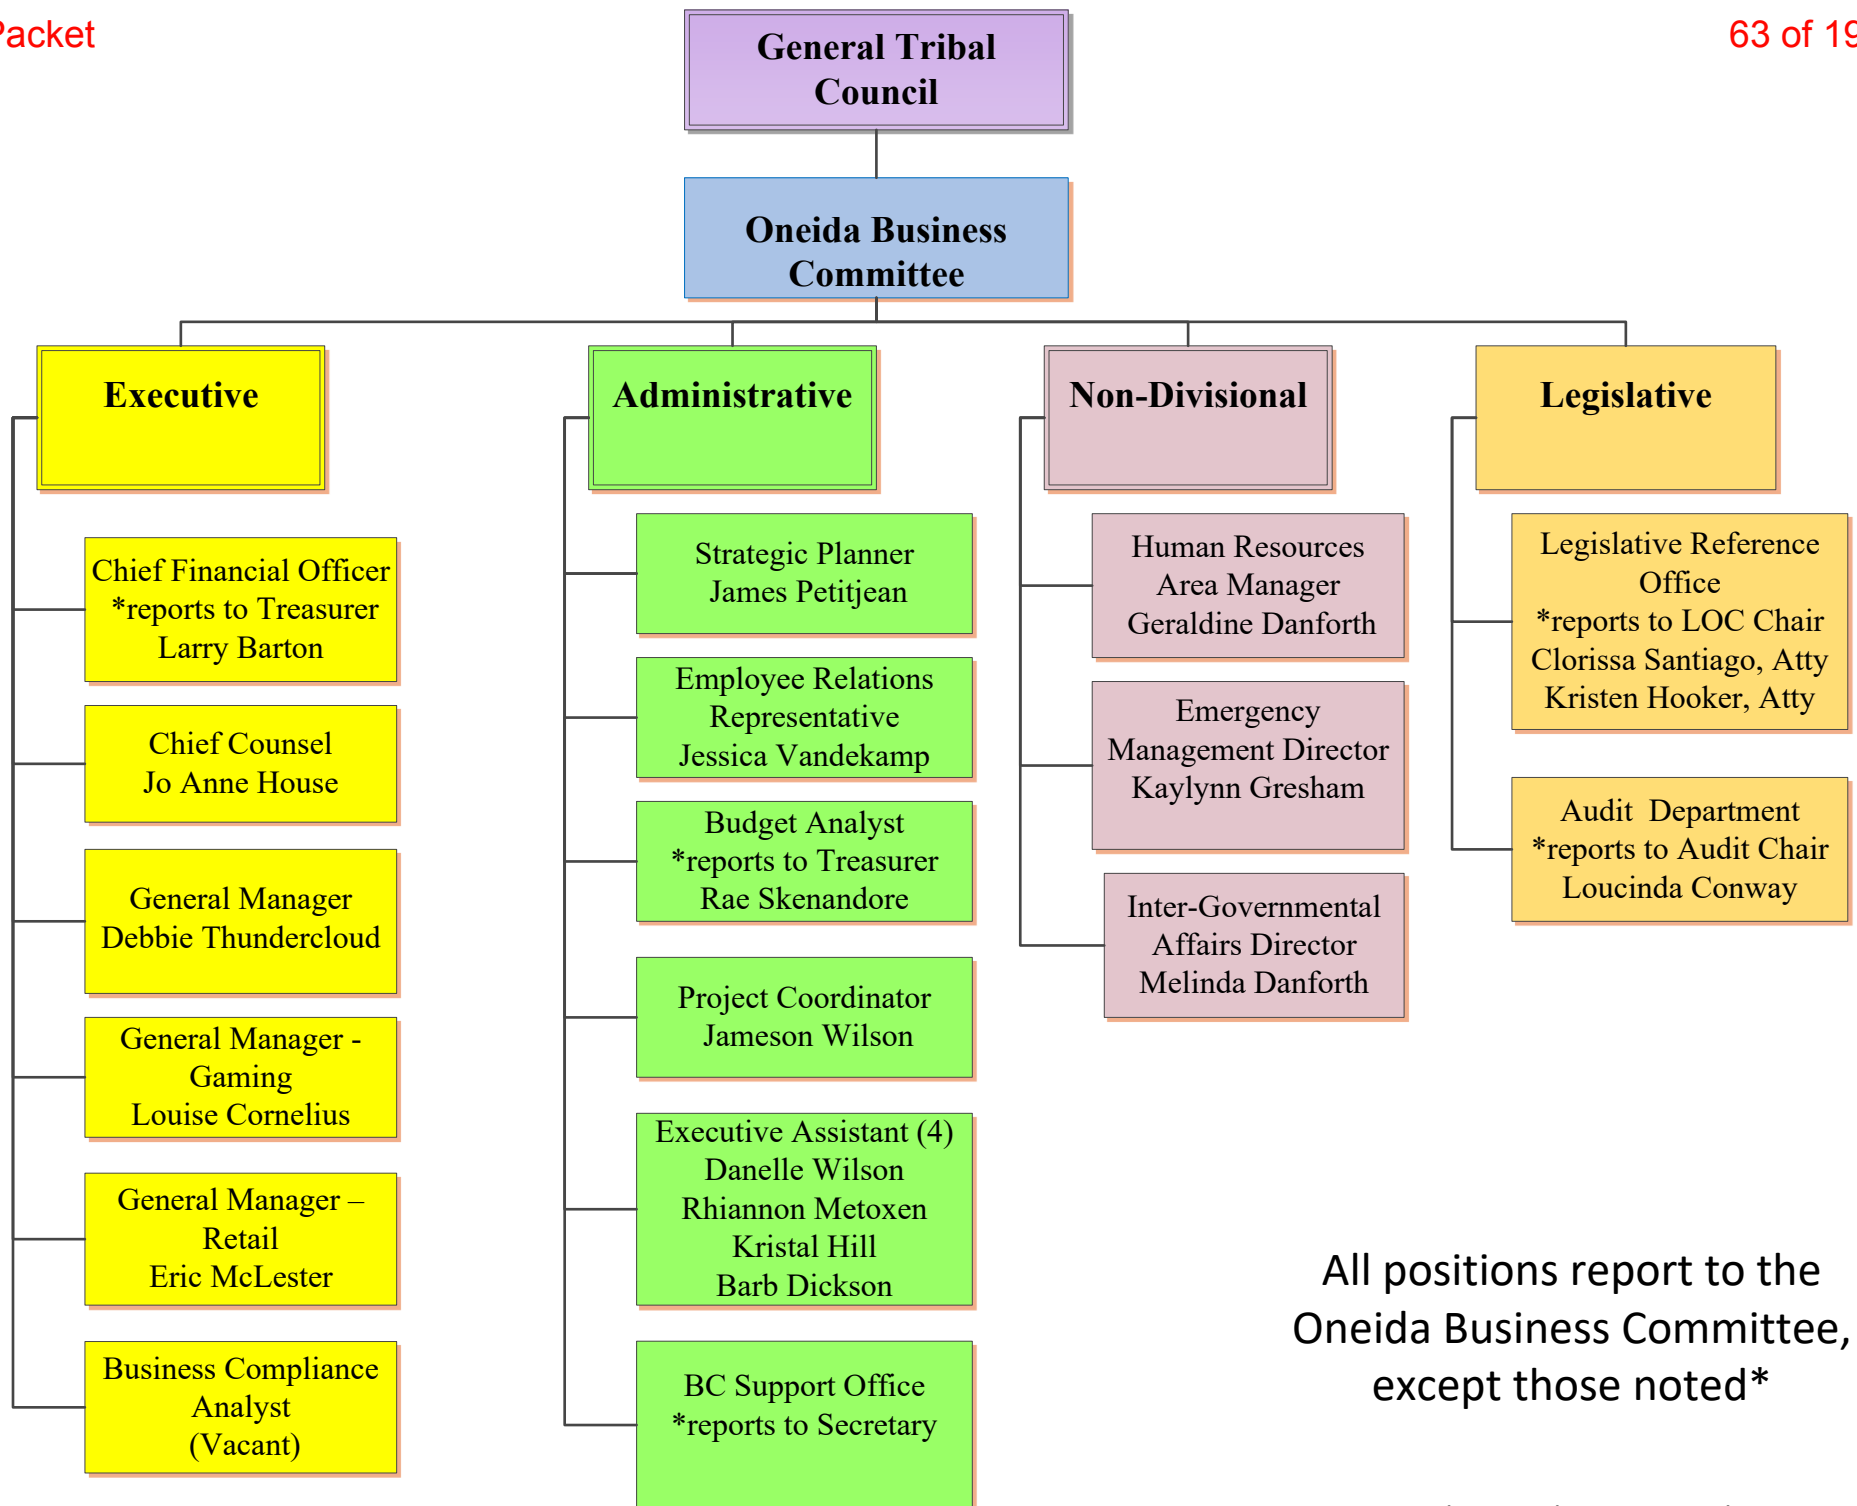 Packet
63 of 19
General Tribal
Council
Oneida Business
Committee
Executive
Chief Financial Officer
*reports to Treasurer
Larry Barton
Chief Counsel
Jo Anne House
General Manager
Debbie Thundercloud
General Manager -
Gaming
Louise Cornelius
General Manager –
Retail
Eric McLester
Business Compliance
Analyst
(Vacant)
Administrative
Strategic Planner
James Petitjean
Employee Relations
Representative
Jessica Vandekamp
Budget Analyst
*reports to Treasurer
Rae Skenandore
Project Coordinator
Jameson Wilson
Executive Assistant (4)
Danelle Wilson
Rhiannon Metoxen
Kristal Hill
Barb Dickson
BC Support Office
*reports to Secretary
Non-Divisional
Human Resources
Area Manager
Geraldine Danforth
Emergency
Management Director
Kaylynn Gresham
Inter-Governmental
Affairs Director
Melinda Danforth
Legislative
Legislative Reference
Office
*reports to LOC Chair
Clorissa Santiago, Atty
Kristen Hooker, Atty
Audit  Department
*reports to Audit Chair
Loucinda Conway
All positions report to the
Oneida Business Committee,
except those noted*